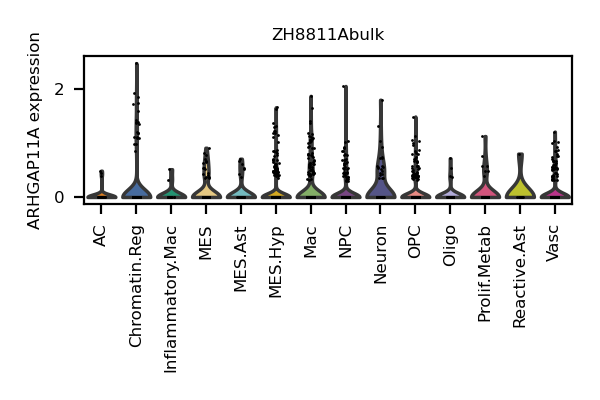 ZH8811Abulk
ARHGAP11A expression
2
0
AC
Chromatin.Reg
Inflammatory.Mac
MES
MES.Ast
MES.Hyp
Mac
NPC
Neuron
OPC
Oligo
Prolif.Metab
Reactive.Ast
Vasc